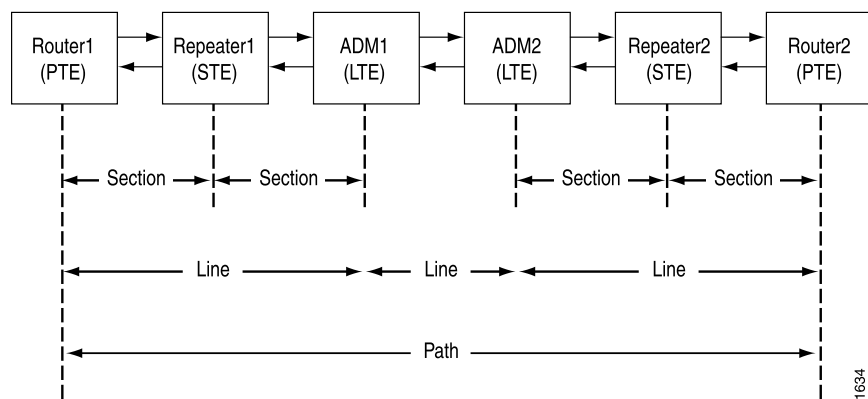 Router1
(PTE)
Repeater1
(STE)
ADM1
(LTE)
ADM2
(LTE)
Repeater2
(STE)
Router2
(PTE)
Section
Section
Section
Section
Line
Line
Line
Path
1634